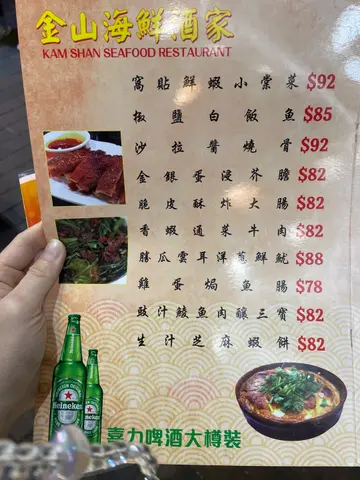 金山海鮮酒家
KAM SHAN SEAFOOD RESTAURANT
窩貼鮮蝦小棠菜 $92
椒鹽白飯魚 $85
沙拉醬燒骨 $92
金銀蛋浸芥膽 $82
脆皮酥炸大腸 $82
香蝦通菜牛肉 $82
勝瓜雲耳洋蔥鮮魷 $88
雞蛋焗魚腸 $78
豉汁鯪魚肉釀三寶 $82
生汁芝麻蝦餅 $82
Heineken
Heineken
喜力啤酒大樽裝